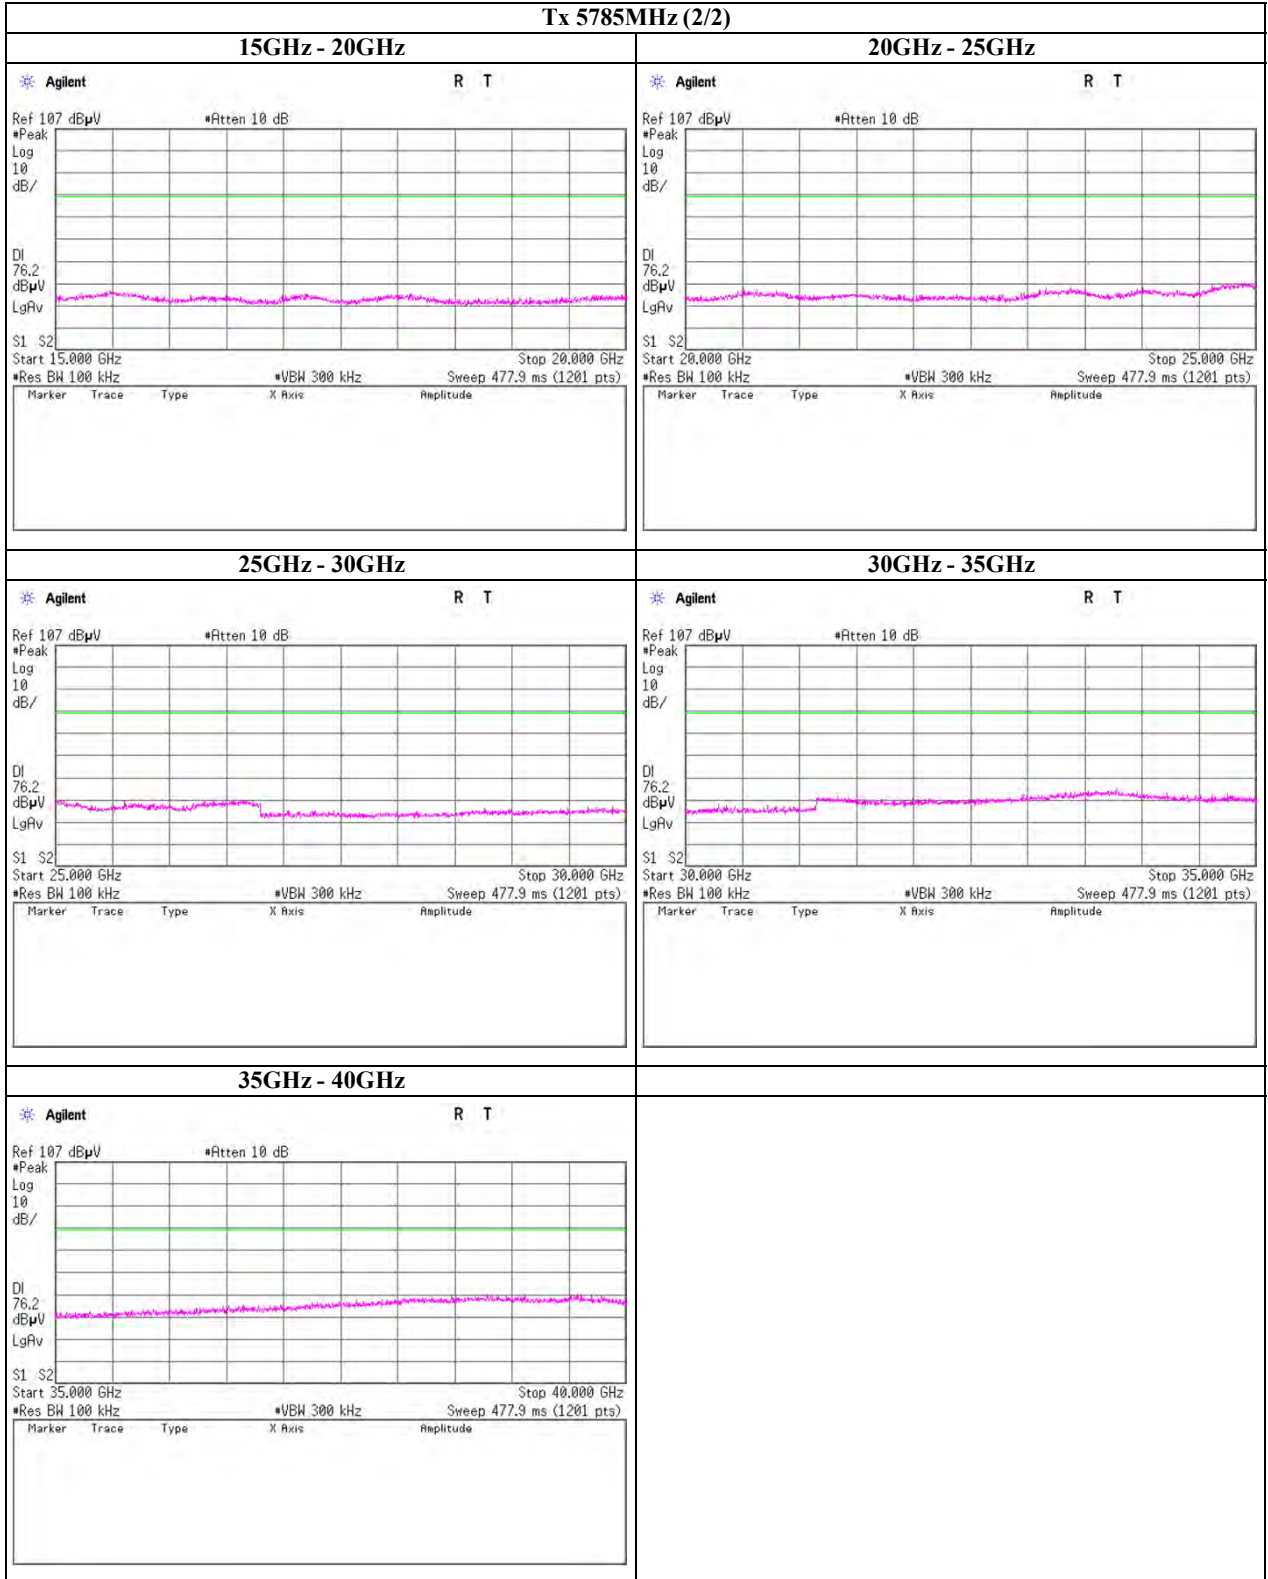 Tx 5785MHz (2/2)
15GHz - 20GHz
Agilent R T
Ref 107 dBµV #Atten 10 dB
#Peak
Log
10
dB/
DI
76.2
dBµV
LgAv
S1 S2
Start 15.000 GHz Stop 20.000 GHz
#Res BW 100 kHz #VBW 300 kHz Sweep 477.9 ms (1201 pts)
Marker Trace Type X Axis Amplitude
20GHz - 25GHz
Agilent R T
Ref 107 dBµV #Atten 10 dB
#Peak
Log
10
dB/
DI
76.2
dBµV
LgAv
S1 S2
Start 20.000 GHz Stop 25.000 GHz
#Res BW 100 kHz #VBW 300 kHz Sweep 477.9 ms (1201 pts)
Marker Trace Type X Axis Amplitude
25GHz - 30GHz
Agilent R T
Ref 107 dBµV #Atten 10 dB
#Peak
Log
10
dB/
DI
76.2
dBµV
LgAv
S1 S2
Start 25.000 GHz Stop 30.000 GHz
#Res BW 100 kHz #VBW 300 kHz Sweep 477.9 ms (1201 pts)
Marker Trace Type X Axis Amplitude
30GHz - 35GHz
Agilent R T
Ref 107 dBµV #Atten 10 dB
#Peak
Log
10
dB/
DI
76.2
dBµV
LgAv
S1 S2
Start 30.000 GHz Stop 35.000 GHz
#Res BW 100 kHz #VBW 300 kHz Sweep 477.9 ms (1201 pts)
Marker Trace Type X Axis Amplitude
35GHz - 40GHz
Agilent R T
Ref 107 dBµV #Atten 10 dB
#Peak
Log
10
dB/
DI
76.2
dBµV
LgAv
S1 S2
Start 35.000 GHz Stop 40.000 GHz
#Res BW 100 kHz #VBW 300 kHz Sweep 477.9 ms (1201 pts)
Marker Trace Type X Axis Amplitude